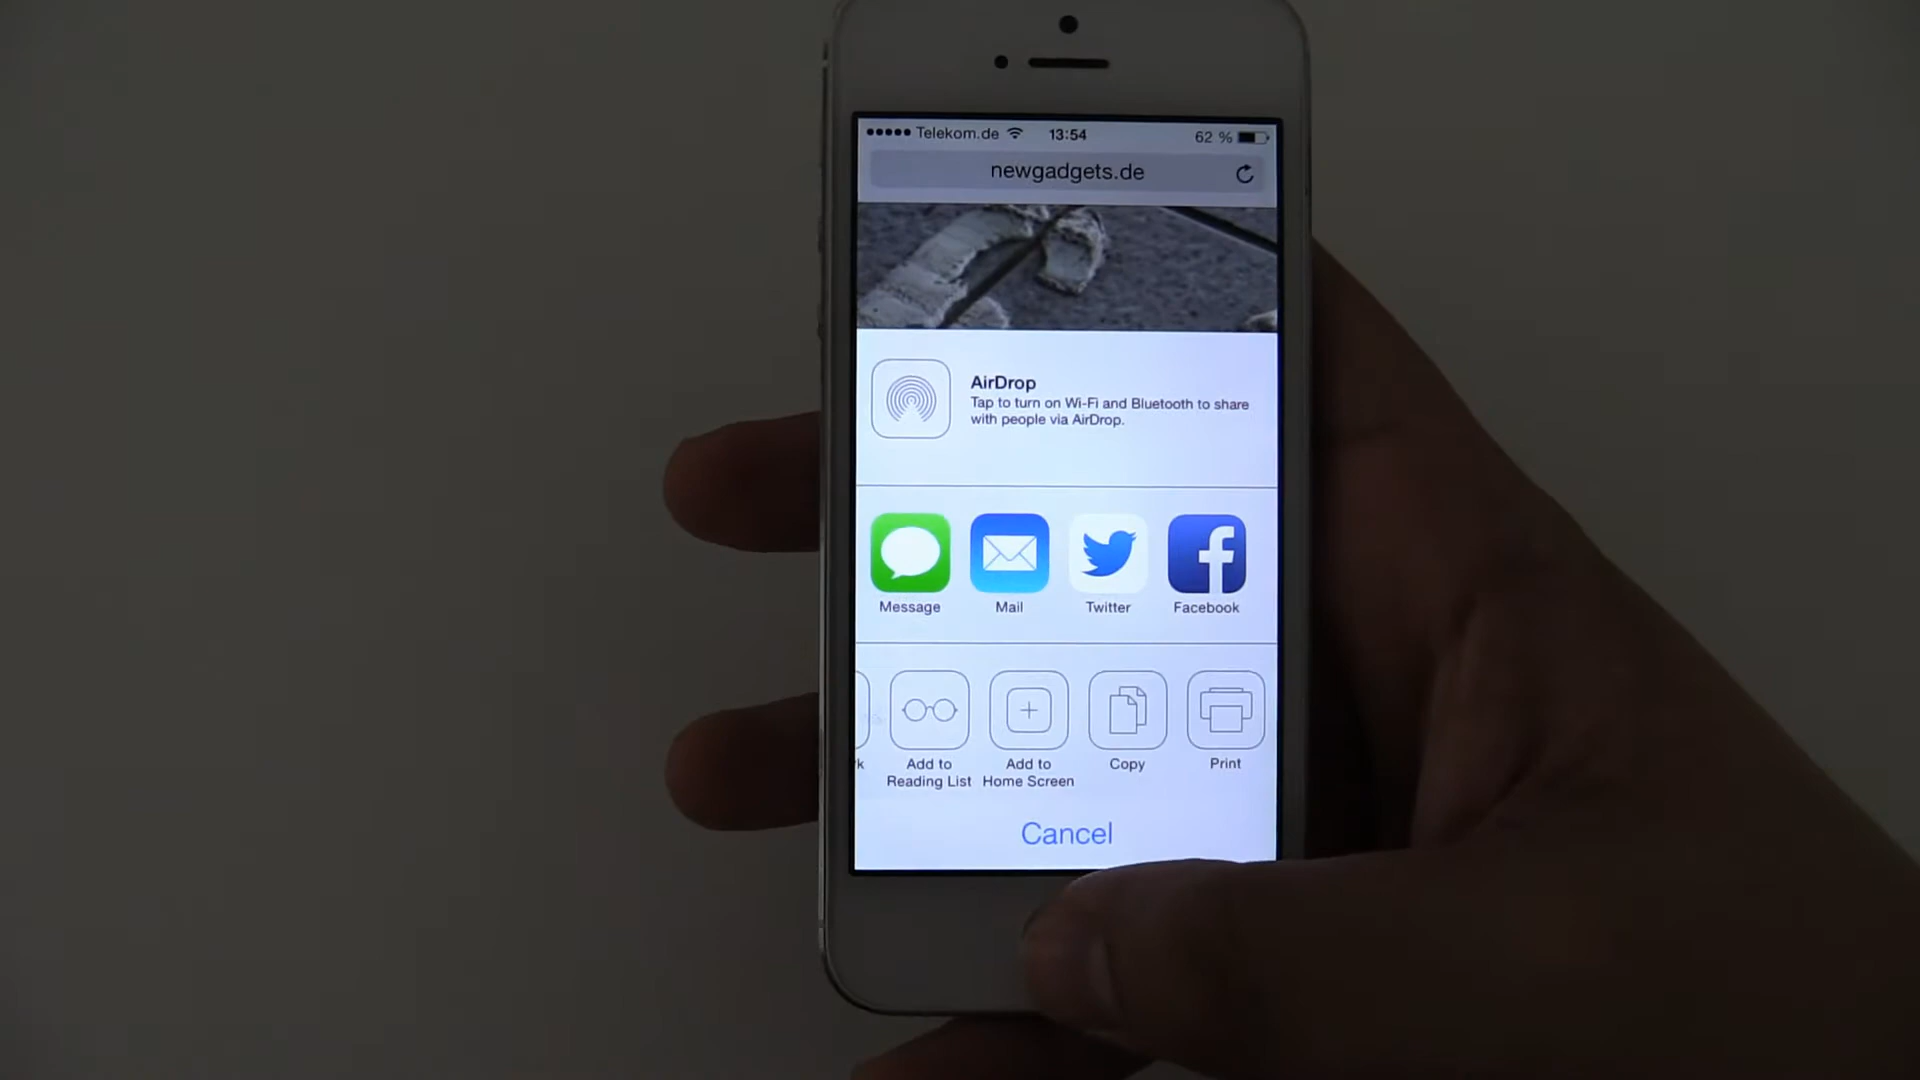 Telekom.de 13:54 62 %
newgadgets.de
AirDrop
Tap to turn on Wi-Fi and Bluetooth to share
with people via AirDrop.
Message Mail Twitter Facebook
k Add to Add to Copy Print
Reading List Home Screen
Cancel